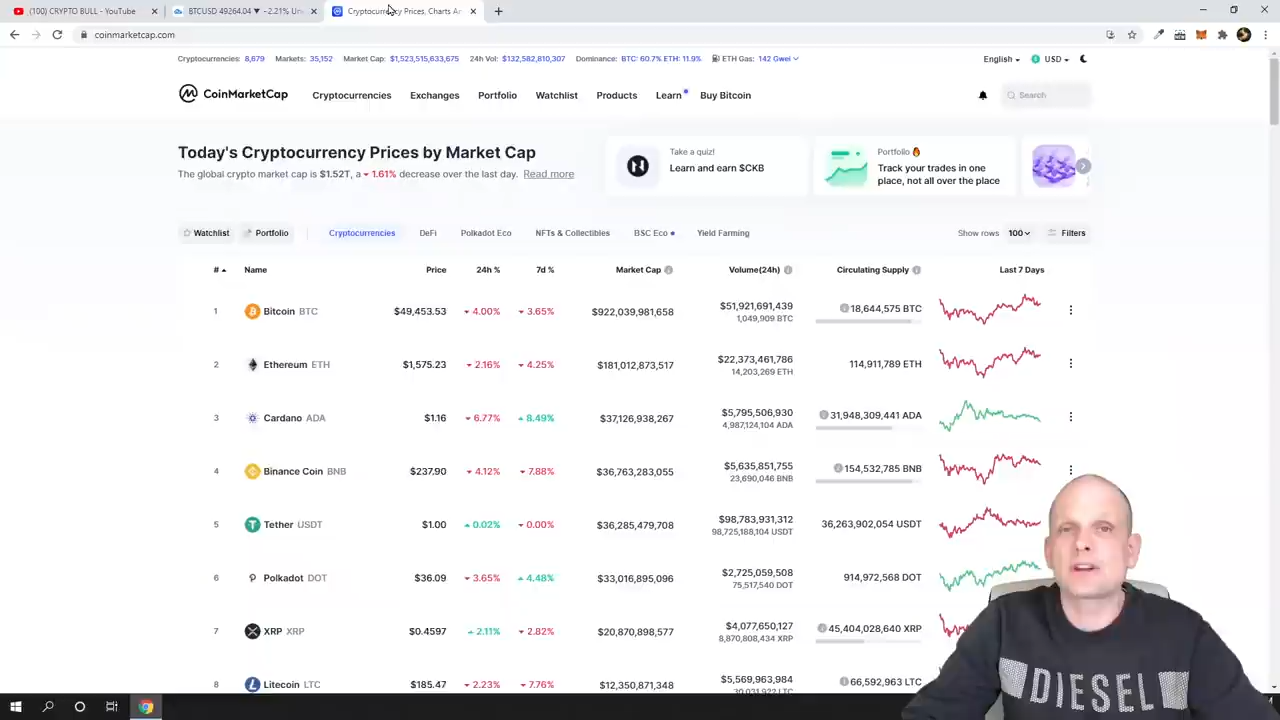 (100) CRYPTO BULL - YouTube
BTCUSD 49264.04 ▼ -2.21% Un
Cryptocurrency Prices, Charts Ar
coinmarketcap.com
Cryptocurrencies: 8,679 Markets: 35,152 Market Cap: $1,523,515,633,675 24h Vol: $132,582,810,307 Dominance: BTC: 60.7% ETH: 11.9% ETH Gas: 142 Gwei
English USD
CoinMarketCap Cryptocurrencies Exchanges Portfolio Watchlist Products Learn Buy Bitcoin Search
Today's Cryptocurrency Prices by Market Cap
The global crypto market cap is $1.52T, a ▼ 1.61% decrease over the last day. Read more
Take a quiz!
Learn and earn $CKB
Portfolio
Track your trades in one
place, not all over the place
Watchlist Portfolio Cryptocurrencies DeFi Polkadot Eco NFTs & Collectibles BSC Eco Yield Farming Show rows 100 Filters
# Name Price 24h % 7d % Market Cap Volume(24h) Circulating Supply Last 7 Days
1 Bitcoin BTC $49,453.53 ▼ 4.00% ▼ 3.65% $922,039,981,658 $51,921,691,439 18,644,575 BTC
1,049,909 BTC
2 Ethereum ETH $1,575.23 ▼ 2.16% ▼ 4.25% $181,012,873,517 $22,373,461,786 114,911,789 ETH
14,203,269 ETH
3 Cardano ADA $1.16 ▼ 6.77% ▲ 8.49% $37,126,938,267 $5,795,506,930 31,948,309,441 ADA
4,987,124,104 ADA
4 Binance Coin BNB $237.90 ▼ 4.12% ▼ 7.88% $36,763,283,055 $5,635,851,755 154,532,785 BNB
23,690,046 BNB
5 Tether USDT $1.00 ▲ 0.02% ▼ 0.00% $36,285,479,708 $98,783,931,312 36,263,902,054 USDT
98,725,188,104 USDT
6 Polkadot DOT $36.09 ▼ 3.65% ▲ 4.48% $33,016,895,096 $2,725,059,508 914,972,568 DOT
75,517,540 DOT
7 XRP XRP $0.4597 ▲ 2.11% ▼ 2.82% $20,870,898,577 $4,077,650,127 45,404,028,640 XRP
8,870,808,434 XRP
8 Litecoin LTC $185.47 ▼ 2.23% ▼ 7.76% $12,350,871,348 $5,569,963,984 66,592,963 LTC
DIESEL